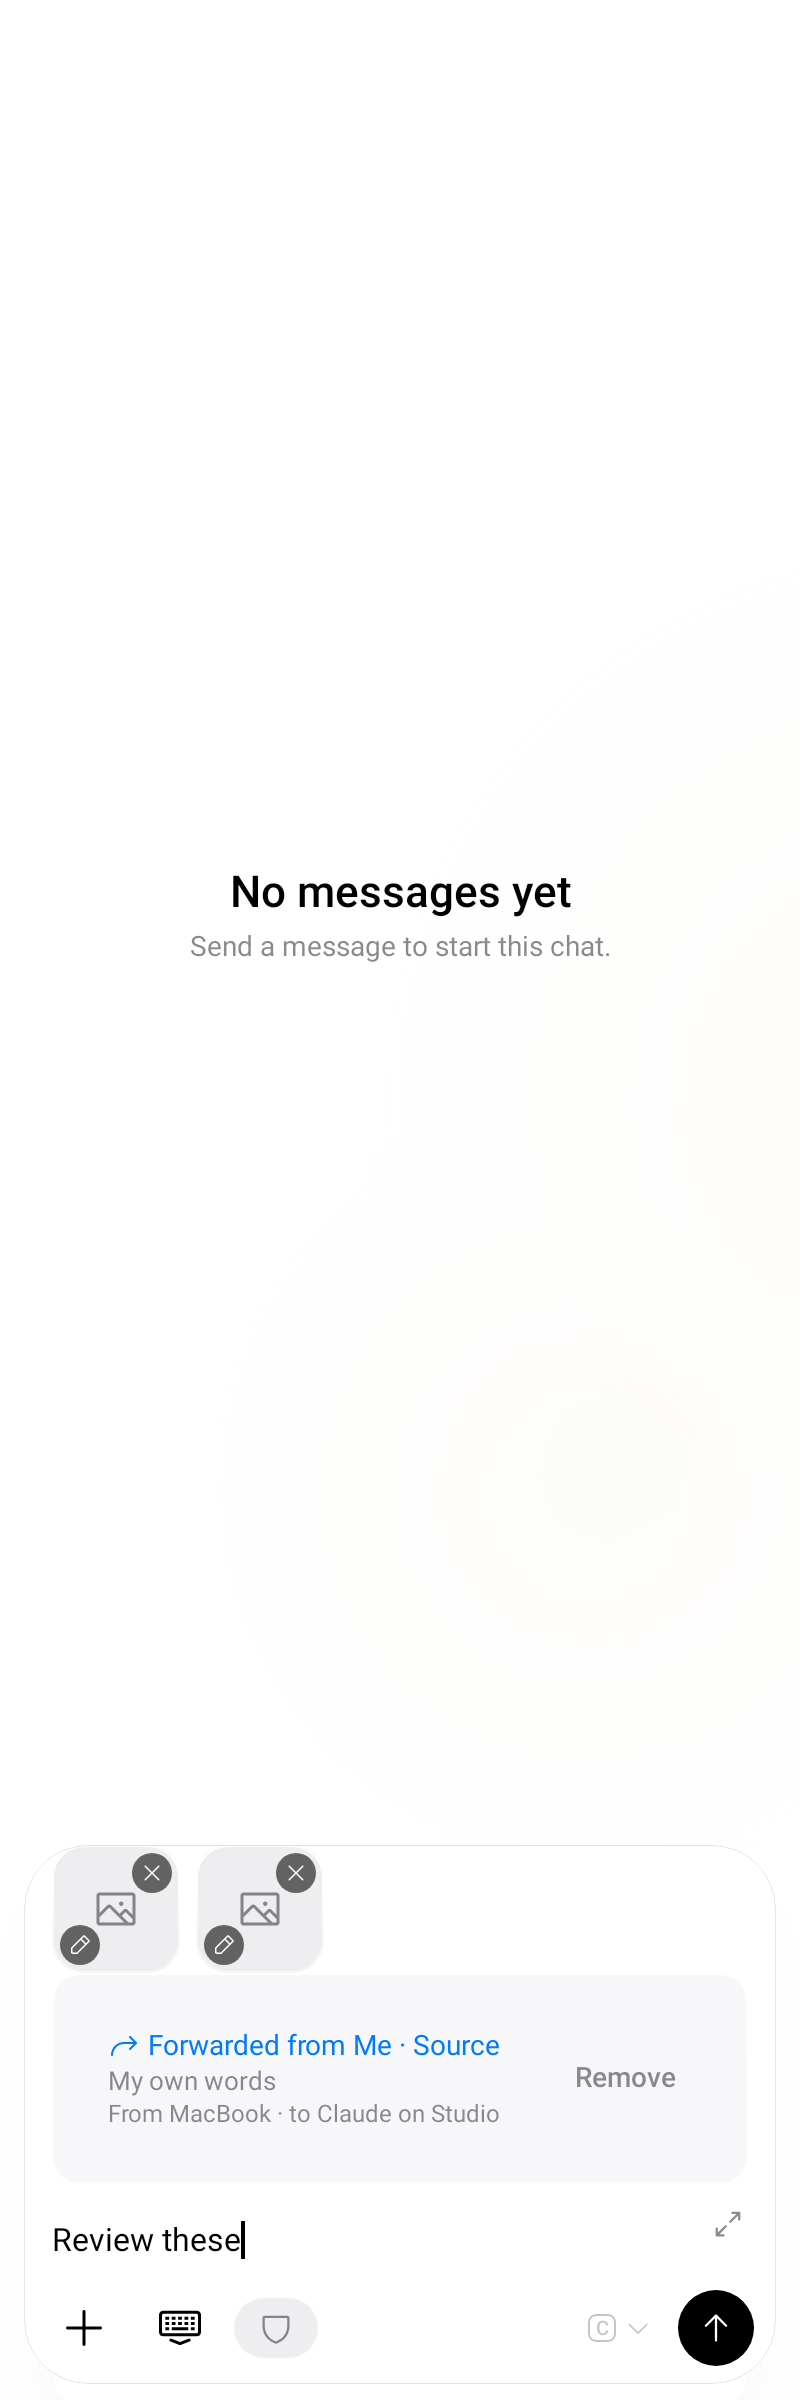 No messages yet
Send a message to start this chat.
Forwarded from Me · Source
My own words
From MacBook · to Claude on Studio
Remove
Review these
C